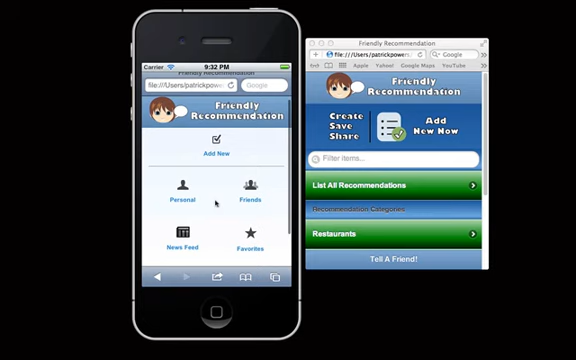 Carrier
9:32 PM
Friendly Recommendation
file:///Users/patrickpower
Google
Friendly
Recommendation
Add New
Personal
Friends
News Feed
Favorites
Friendly Recommendation
file:///Users/patrickpowers
Google
Apple
Yahoo!
Google Maps
YouTube
Friendly
Recommendation
Create
Save
Share
Add
New Now
Filter items...
List All Recommendations
Recommendation Categories
Restaurants
Tell A Friend!